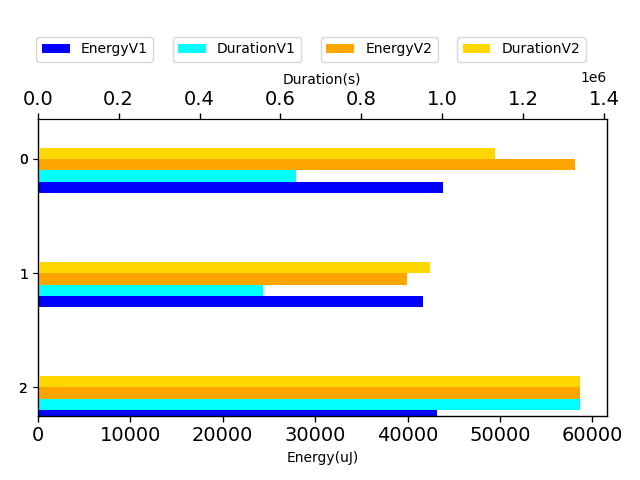 EnergyV1 DurationV1 EnergyV2 DurationV2
Duration(s) 1e6
0.0 0.2 0.4 0.6 0.8 1.0 1.2 1.4
0
1
2
0 10000 20000 30000 40000 50000 60000
Energy(uJ)